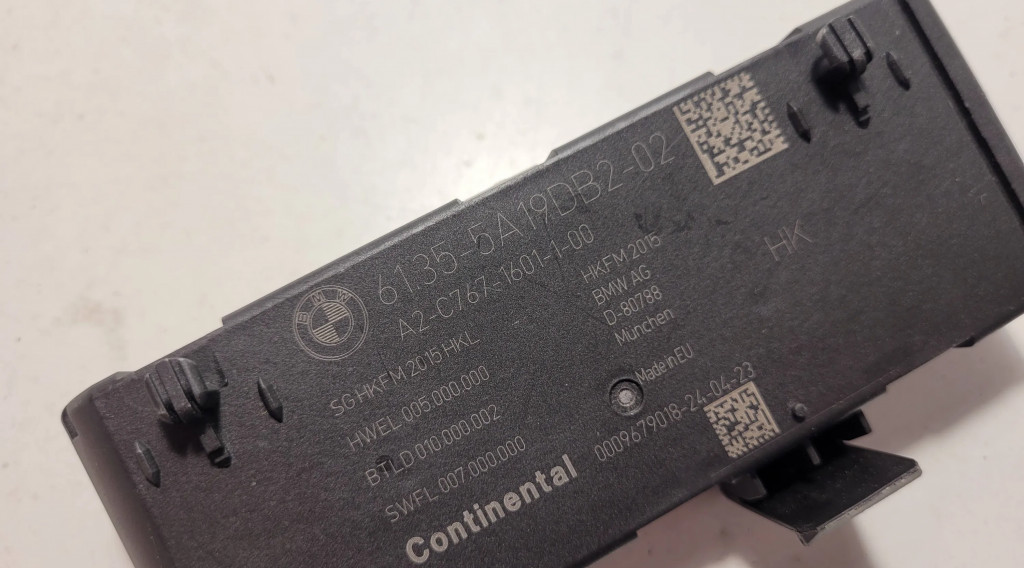 BMW
6135-5A19DB2-02
A2-C767-1601-1-00
SG HKFM 2015 HKL
HWEL 005.000.000
BTLD 010.000.002
SWFL 007.000.000
Continental
HKFM 2015
BMW AG
D-80788
München
Made in EU
00009679018-24-04-23
HK